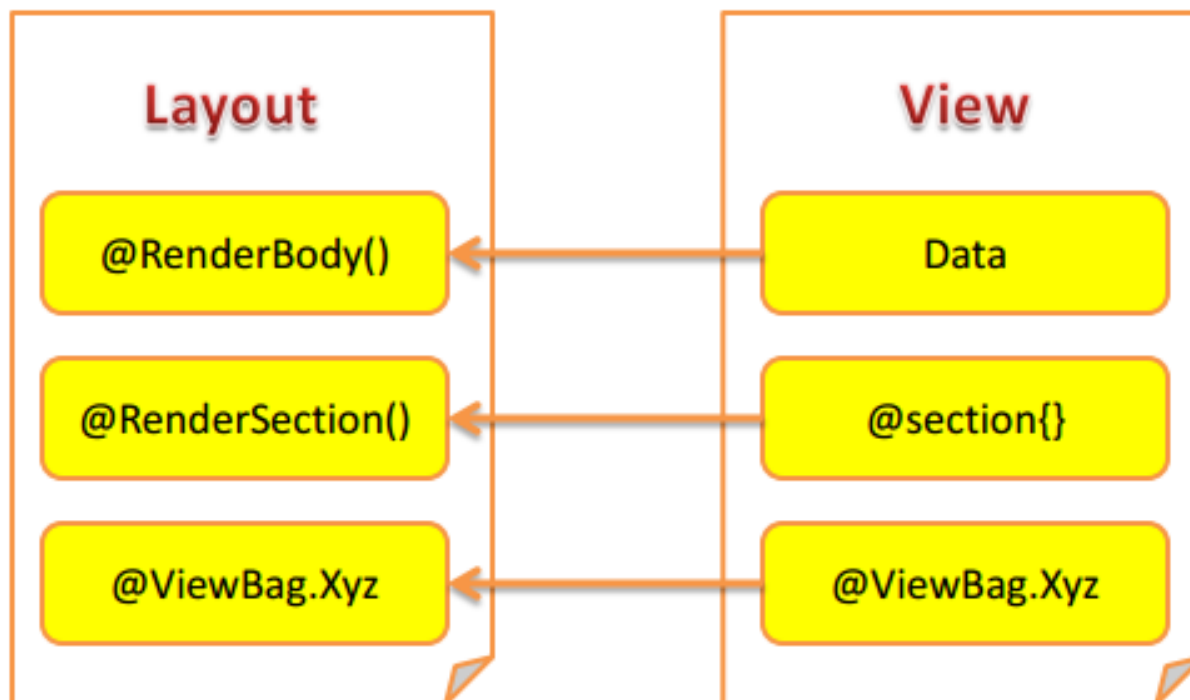 Layout
View
@RenderBody()
Data
@RenderSection()
@section{}
@ViewBag.Xyz
@ViewBag.Xyz